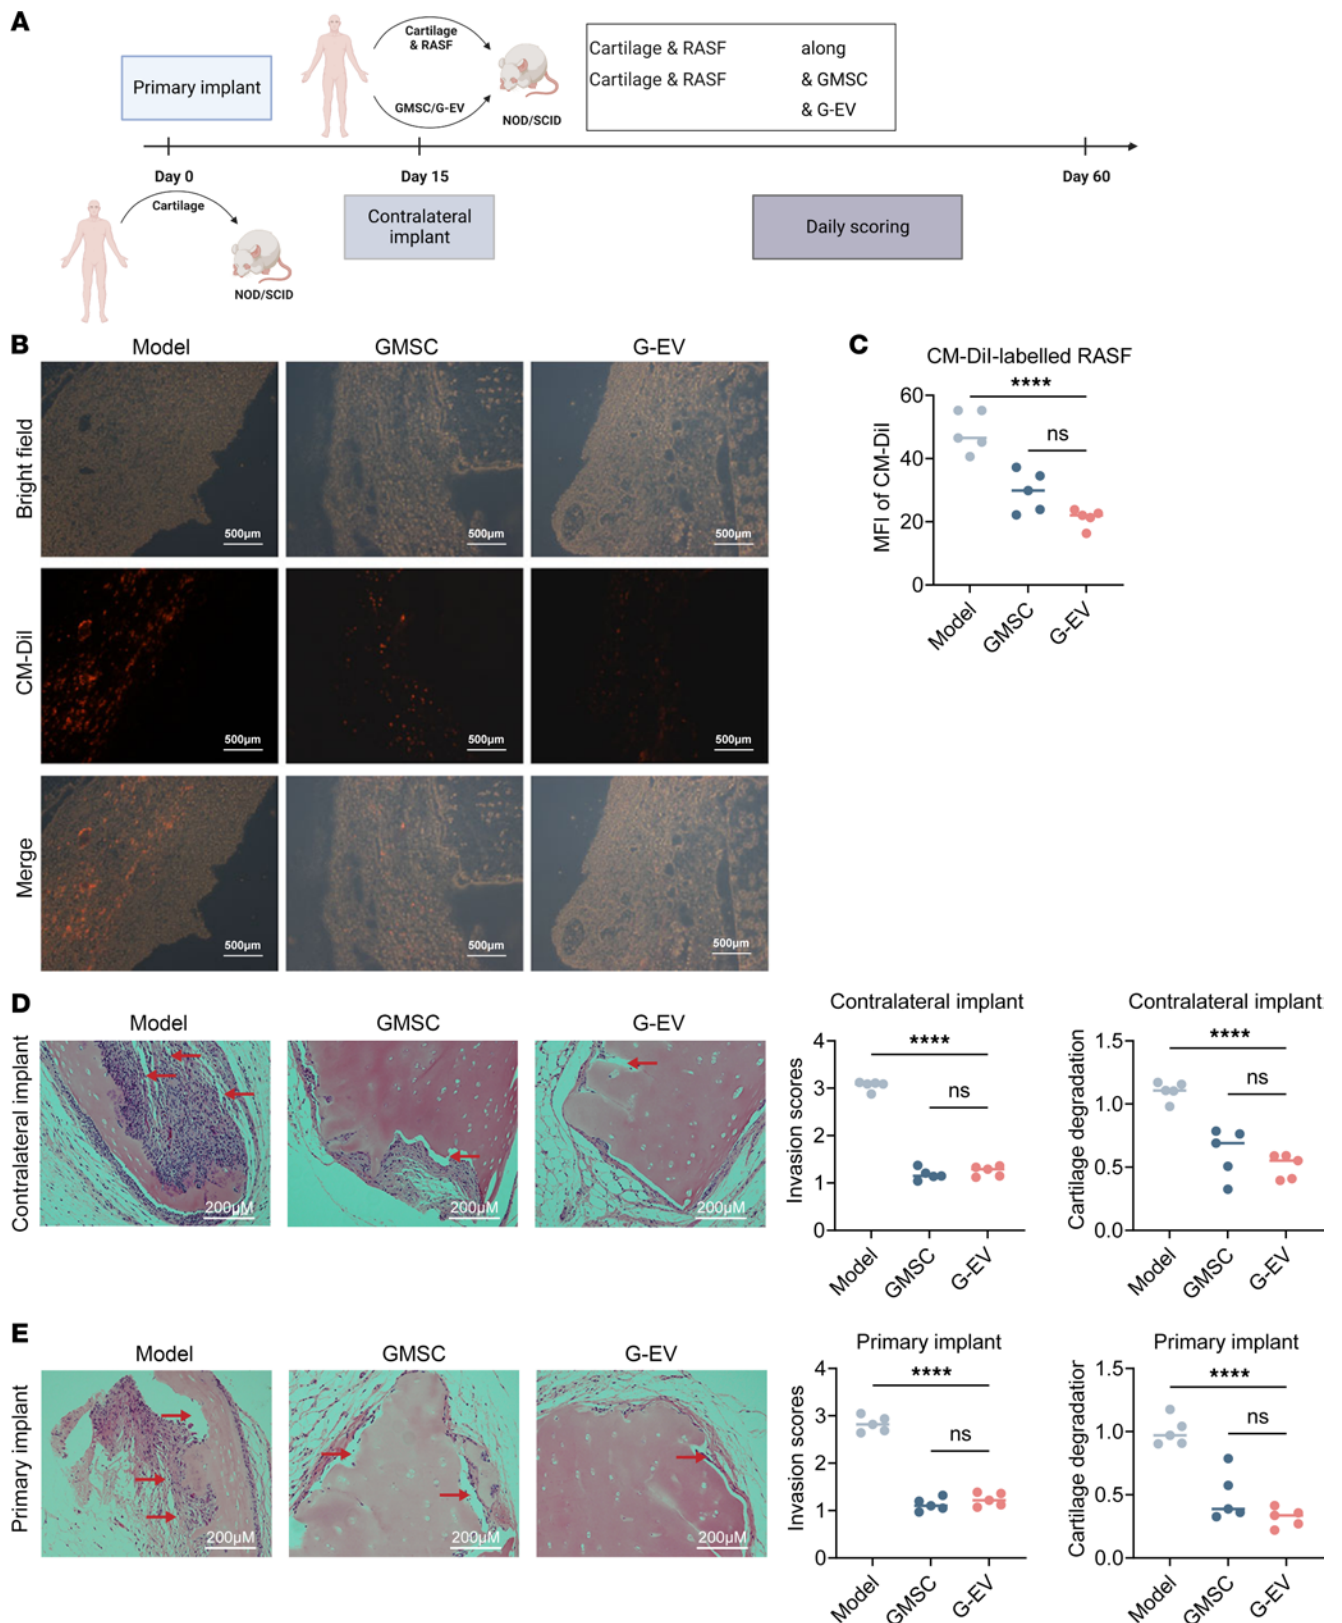 A
Primary implant
Cartilage
& RASF
GMSC/G-EV
NOD/SCID
Cartilage & RASF along
Cartilage & RASF & GMSC
& G-EV
Day 0
Day 15
Day 60
Cartilage
NOD/SCID
Contralateral
implant
Daily scoring
B
Model
GMSC
G-EV
Bright field
500μm
500μm
500μm
CM-Dil
500μm
500μm
500μm
Merge
500μm
500μm
500μm
C
CM-Dil-labelled RASF
****
ns
MFI of CM-Dil
60
40
20
0
Model
GMSC
G-EV
D
Model
GMSC
G-EV
Contralateral implant
200μM
200μM
200μM
Contralateral implant
****
ns
Invasion scores
4
3
2
1
0
Model
GMSC
G-EV
Contralateral implant
****
ns
Cartilage degradation
1.5
1.0
0.5
0.0
Model
GMSC
G-EV
E
Model
GMSC
G-EV
Primary implant
200μM
200μM
200μM
Primary implant
****
ns
Invasion scores
4
3
2
1
0
Model
GMSC
G-EV
Primary implant
****
ns
Cartilage degradation
1.5
1.0
0.5
0.0
Model
GMSC
G-EV